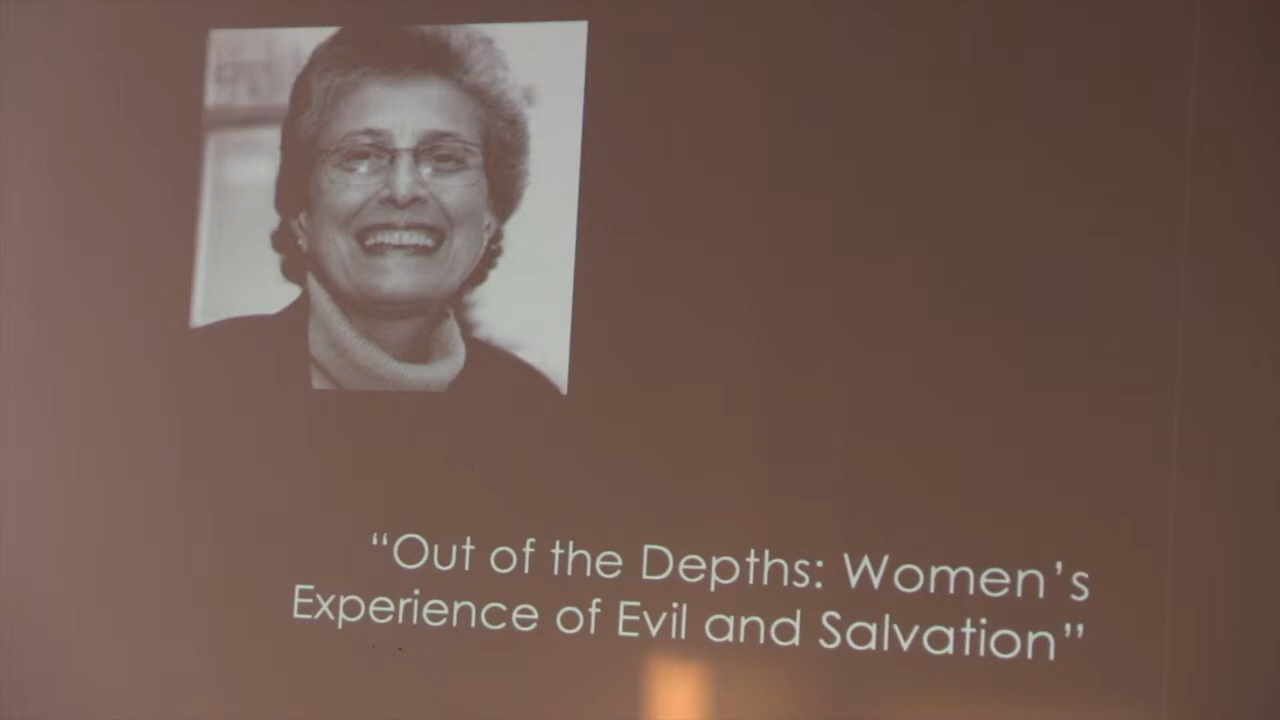 “Out of the Depths: Women’s
Experience of Evil and Salvation”